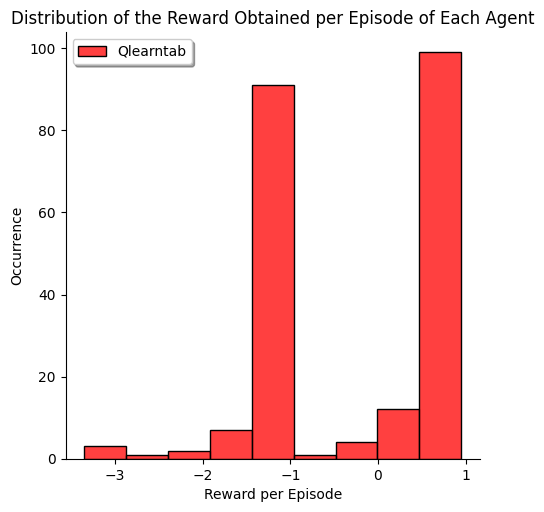 Distribution of the Reward Obtained per Episode of Each Agent
Qlearntab
100
80
60
40
20
0
Occurrence
−3
−2
−1
0
1
Reward per Episode